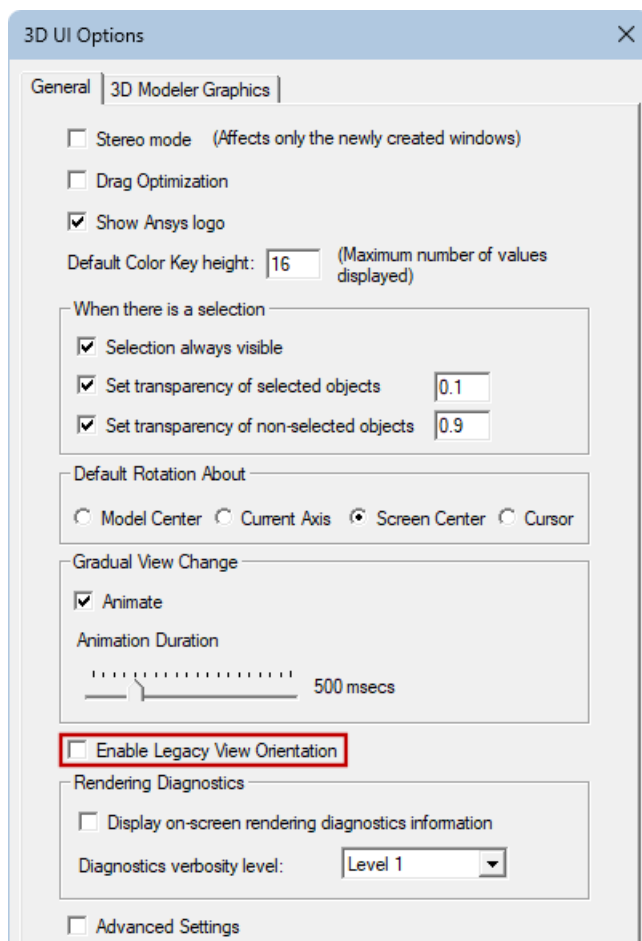 3D UI Options
General
3D Modeler Graphics
Stereo mode (Affects only the newly created windows)
Drag Optimization
Show Ansys logo
Default Color Key height: 16 (Maximum number of values
displayed)
When there is a selection
Selection always visible
Set transparency of selected objects 0.1
Set transparency of non-selected objects 0.9
Default Rotation About
Model Center Current Axis Screen Center Cursor
Gradual View Change
Animate
Animation Duration
500 msecs
Enable Legacy View Orientation
Rendering Diagnostics
Display on-screen rendering diagnostics information
Diagnostics verbosity level: Level 1
Advanced Settings